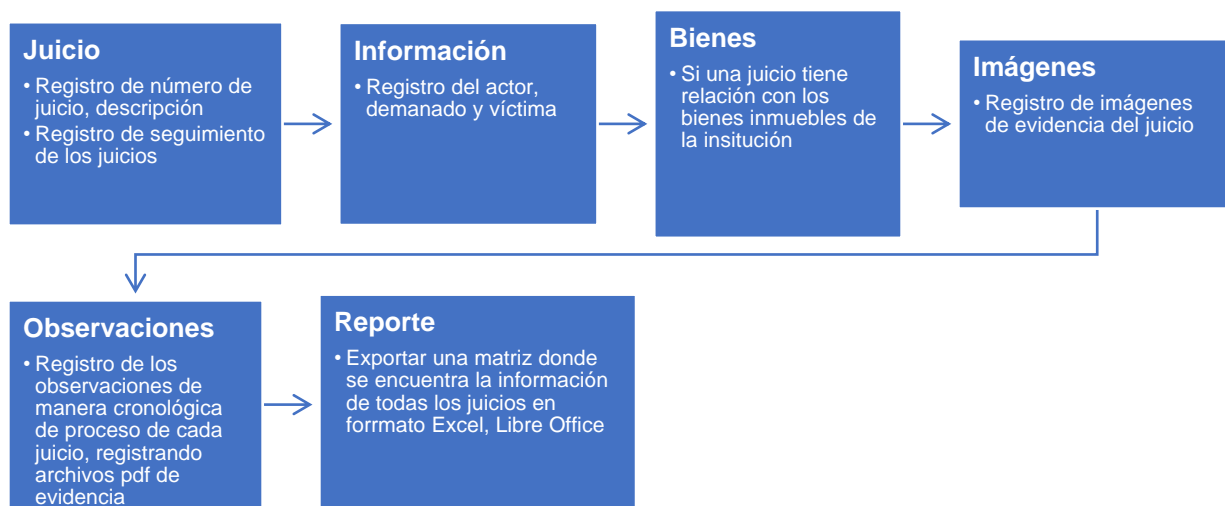 Juicio
• Registro de número de
juicio, descripción
• Registro de seguimiento
de los juicios
Información
• Registro del actor,
demanado y víctima
Bienes
• Si una juicio tiene
relación con los
bienes inmuebles de
la insitución
Imágenes
• Registro de imágenes
de evidencia del juicio
Observaciones
• Registro de los
observaciones de
manera cronológica
de proceso de cada
juicio, registrando
archivos pdf de
evidencia
Reporte
• Exportar una matriz donde
se encuentra la información
de todas los juicios en
forrmato Excel, Libre Office